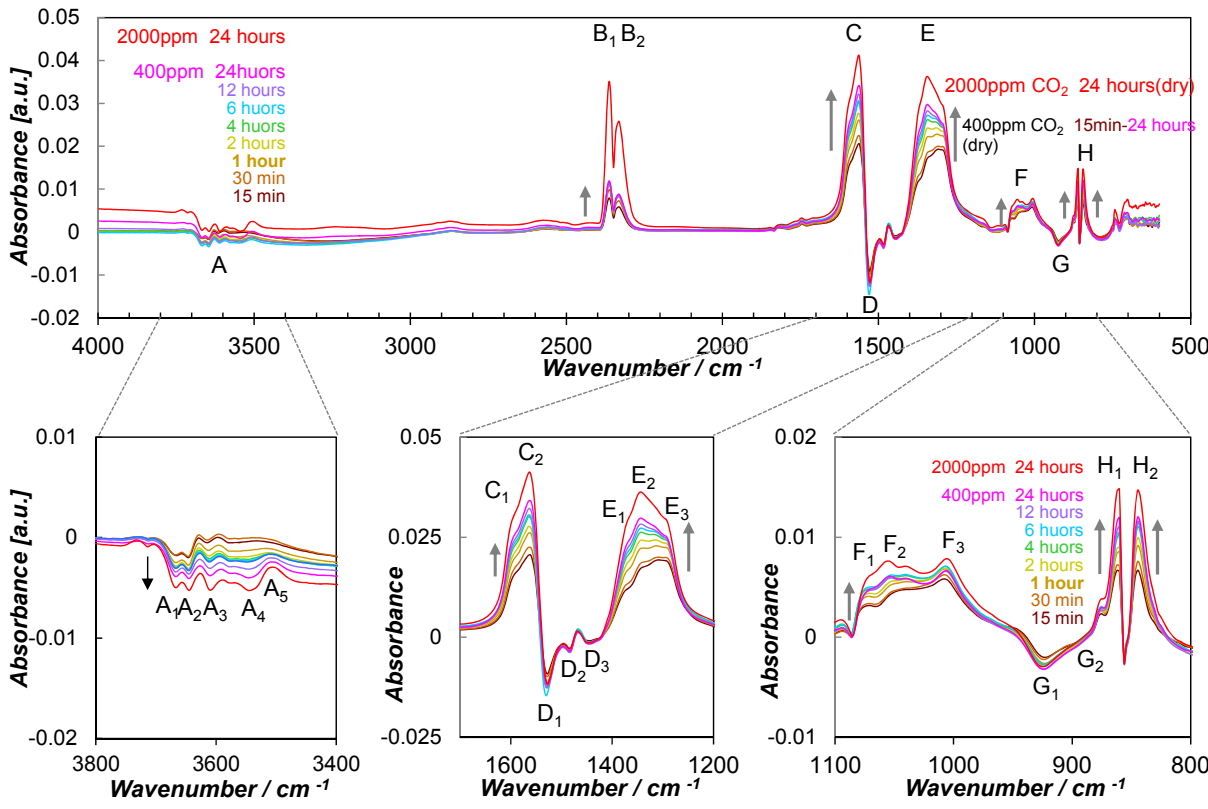 0.05
0.04
0.03
0.02
0.01
0
-0.01
-0.02
Absorbance [a.u.]
2000ppm 24 hours
400ppm 24huors
12 hours
6 huors
4 huors
2 hours
1 hour
30 min
15 min
A
B1 B2
C
D
E
F
G
H
2000ppm CO2 24 hours(dry)
400ppm CO2 15min-24 hours
(dry)
4000 3500 3000 2500 2000 1500 1000 500
Wavenumber / cm -1
0.01
0
-0.01
-0.02
Absorbance [a.u.]
A1 A2 A3 A4 A5
3800 3600 3400
Wavenumber / cm -1
0.05
0.025
0
-0.025
Absorbance
C1
C2
D1
D2
D3
E1
E2
E3
1600 1400 1200
Wavenumber / cm -1
0.02
0.01
0
-0.01
Absorbance
2000ppm 24 hours
400ppm 24 huors
12 hours
6 huors
4 huors
2 hours
1 hour
30 min
15 min
F1 F2 F3
G1
G2
H1 H2
1100 1000 900 800
Wavenumber / cm -1